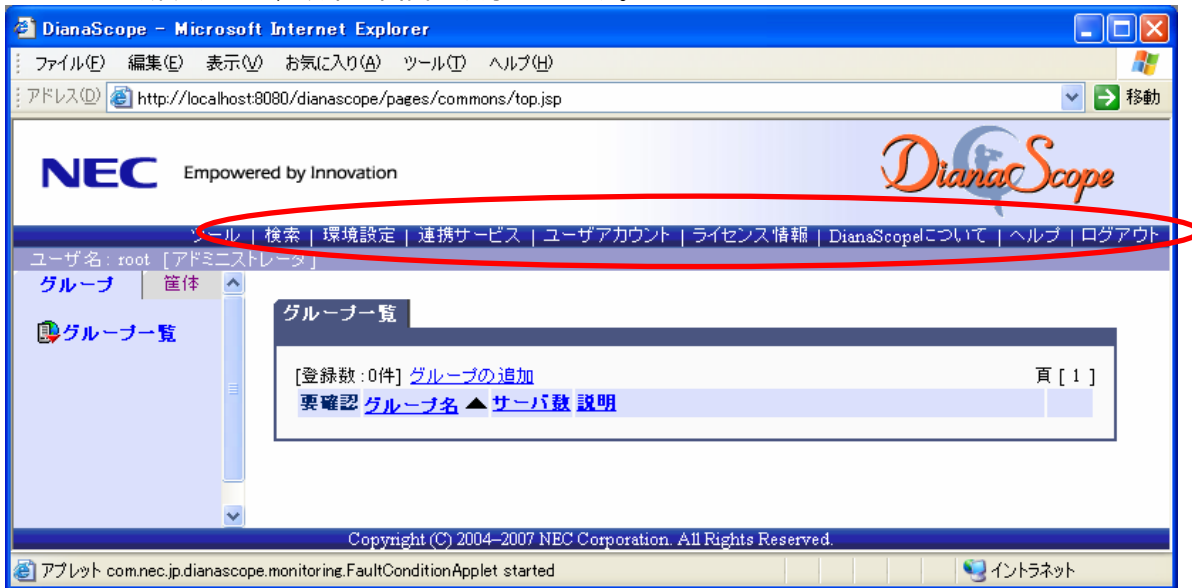 DianaScope - Microsoft Internet Explorer
ファイル(F) 編集(E) 表示(V) お気に入り(A) ツール(T) ヘルプ(H)
アドレス(D) http://localhost:8080/dianascope/pages/commons/top.jsp 移動
NEC Empowered by Innovation DianaScope
ツール | 検索 | 環境設定 | 連携サービス | ユーザアカウント | ライセンス情報 | DianaScopeについて | ヘルプ | ログアウト
ユーザ名 : root [アドミニストレータ]
グループ 筐体
グループ一覧
グループ一覧
[登録数 : 0件] グループの追加 頁 [ 1 ]
要確認 グループ名 ▲ サーバ数 説明
Copyright (C) 2004-2007 NEC Corporation. All Rights Reserved.
アプレット com.nec.jp.dianascope.monitoring.FaultConditionApplet started イントラネット